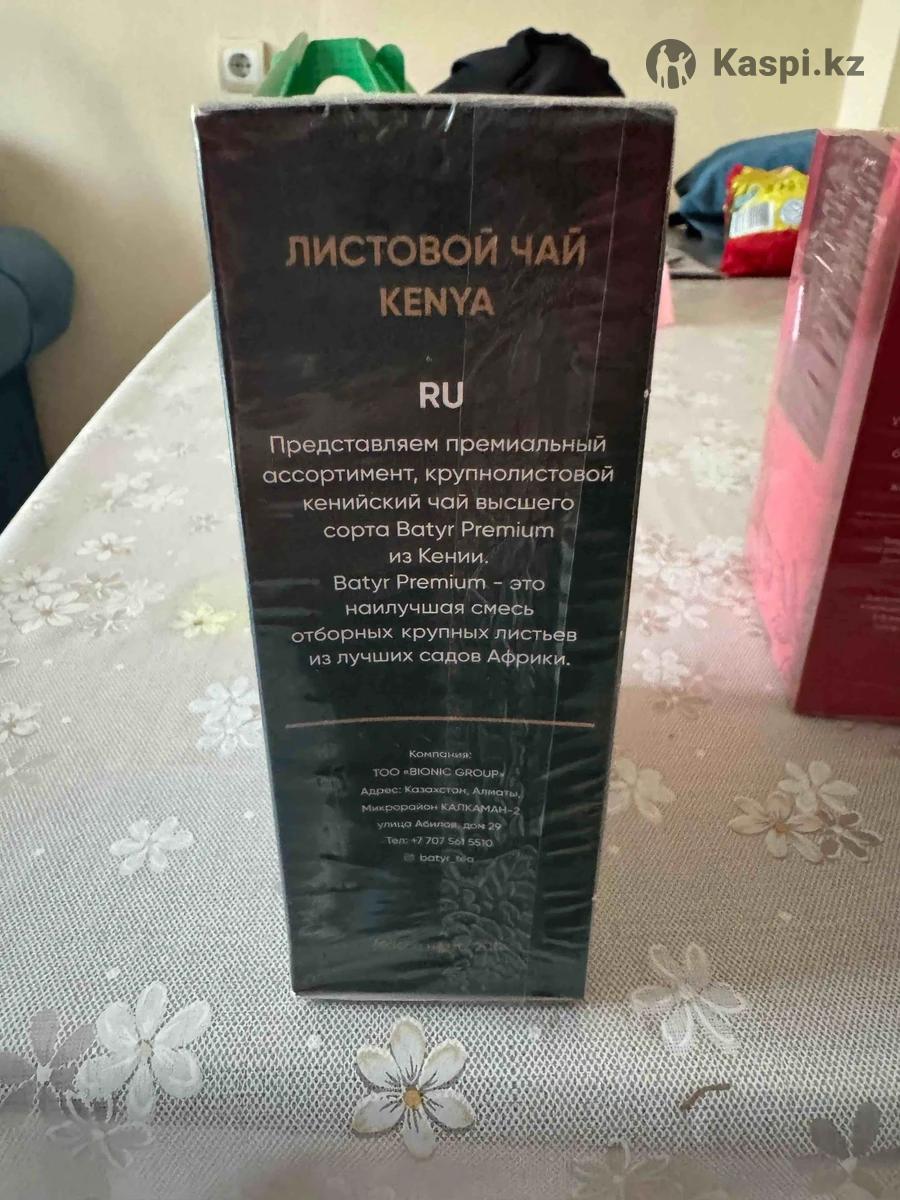 Kaspi.kz
ЛИСТОВОЙ ЧАЙ
KENYA
RU
Представляем премиальный
ассортимент, крупнолистовой
кенийский чай высшего
сорта Batyr Premium
из Кении.
Batyr Premium - это
наилучшая смесь
отборных крупных листьев
из лучших садов Африки.
Компания:
ТОО «BIONIC GROUP»
Адрес: Казахстан, Алматы,
Микрорайон КАЛКАМАН-2
улица Абилов, дом 29
Тел: +7 707 561 5510
batyr_tea